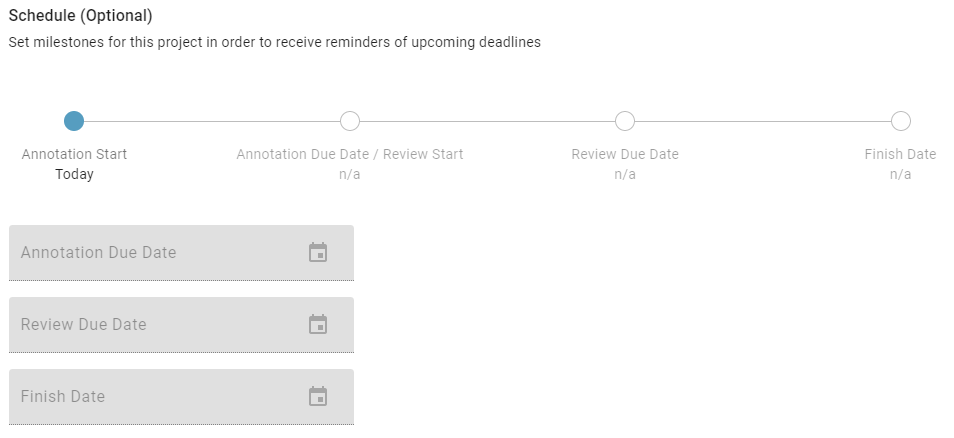 Schedule (Optional)
Set milestones for this project in order to receive reminders of upcoming deadlines
Annotation Start
Today
Annotation Due Date / Review Start
n/a
Review Due Date
n/a
Finish Date
n/a
Annotation Due Date
Review Due Date
Finish Date